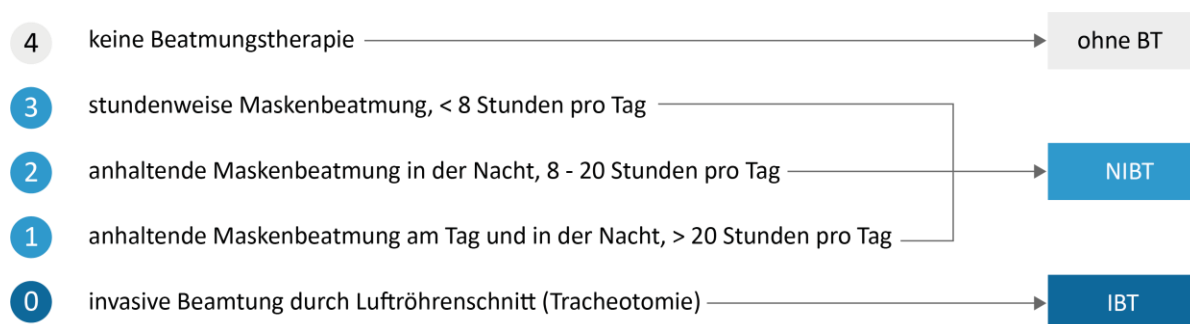 4 keine Beatmungstherapie ohne BT
3 stundenweise Maskenbeatmung, < 8 Stunden pro Tag
2 anhaltende Maskenbeatmung in der Nacht, 8 - 20 Stunden pro Tag NIBT
1 anhaltende Maskenbeatmung am Tag und in der Nacht, > 20 Stunden pro Tag
0 invasive Beamtung durch Luftröhrenschnitt (Tracheotomie) IBT